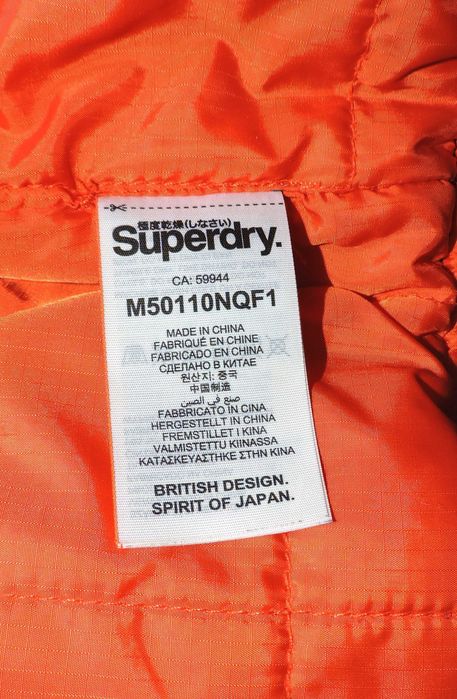 極度乾燥(しなさい)
Superdry.
CA: 59944
M50110NQF1
MADE IN CHINA
FABRIQUÉ EN CHINE
FABRICADO EN CHINA
СДЕЛАНО В КИТАЕ
원산지: 중국
中国制造
صنع في الصين
FABBRICATO IN CINA
HERGESTELLT IN CHINA
FREMSTILLET I KINA
VALMISTETTU KIINASSA
ΚΑΤΑΣΚΕΥΑΣΤΗΚΕ ΣΤΗΝ ΚΙΝΑ
BRITISH DESIGN.
SPIRIT OF JAPAN.